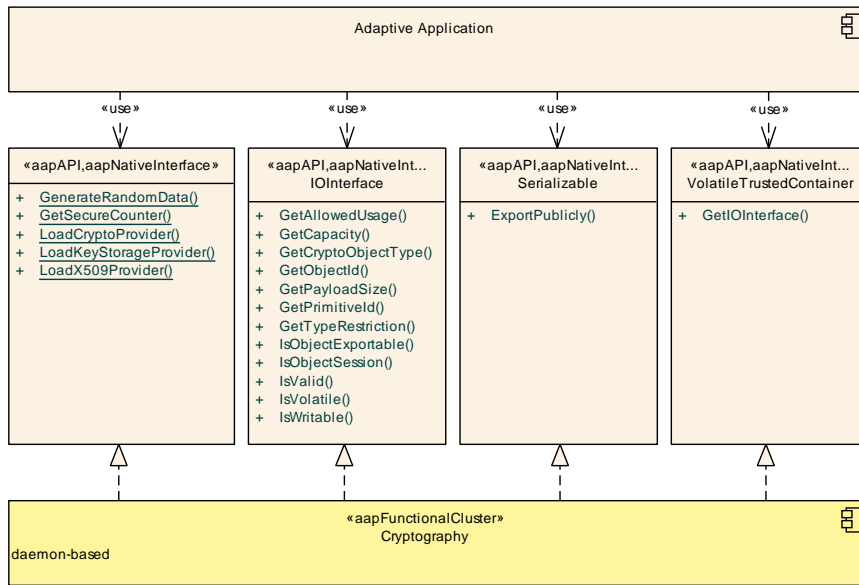 Adaptive Application
«use» «use» «use» «use»
«aapAPI,aapNativeInterface»
+ GenerateRandomData()
+ GetSecureCounter()
+ LoadCryptoProvider()
+ LoadKeyStorageProvider()
+ LoadX509Provider()
«aapAPI,aapNativeInt...
IOInterface
+ GetAllowedUsage()
+ GetCapacity()
+ GetCryptoObjectType()
+ GetObjectId()
+ GetPayloadSize()
+ GetPrimitiveId()
+ GetTypeRestriction()
+ IsObjectExportable()
+ IsObjectSession()
+ IsValid()
+ IsVolatile()
+ IsWritable()
«aapAPI,aapNativeInt...
Serializable
+ ExportPublicly()
«aapAPI,aapNativeInt...
VolatileTrustedContainer
+ GetIOInterface()
«aapFunctionalCluster»
Cryptography
daemon-based